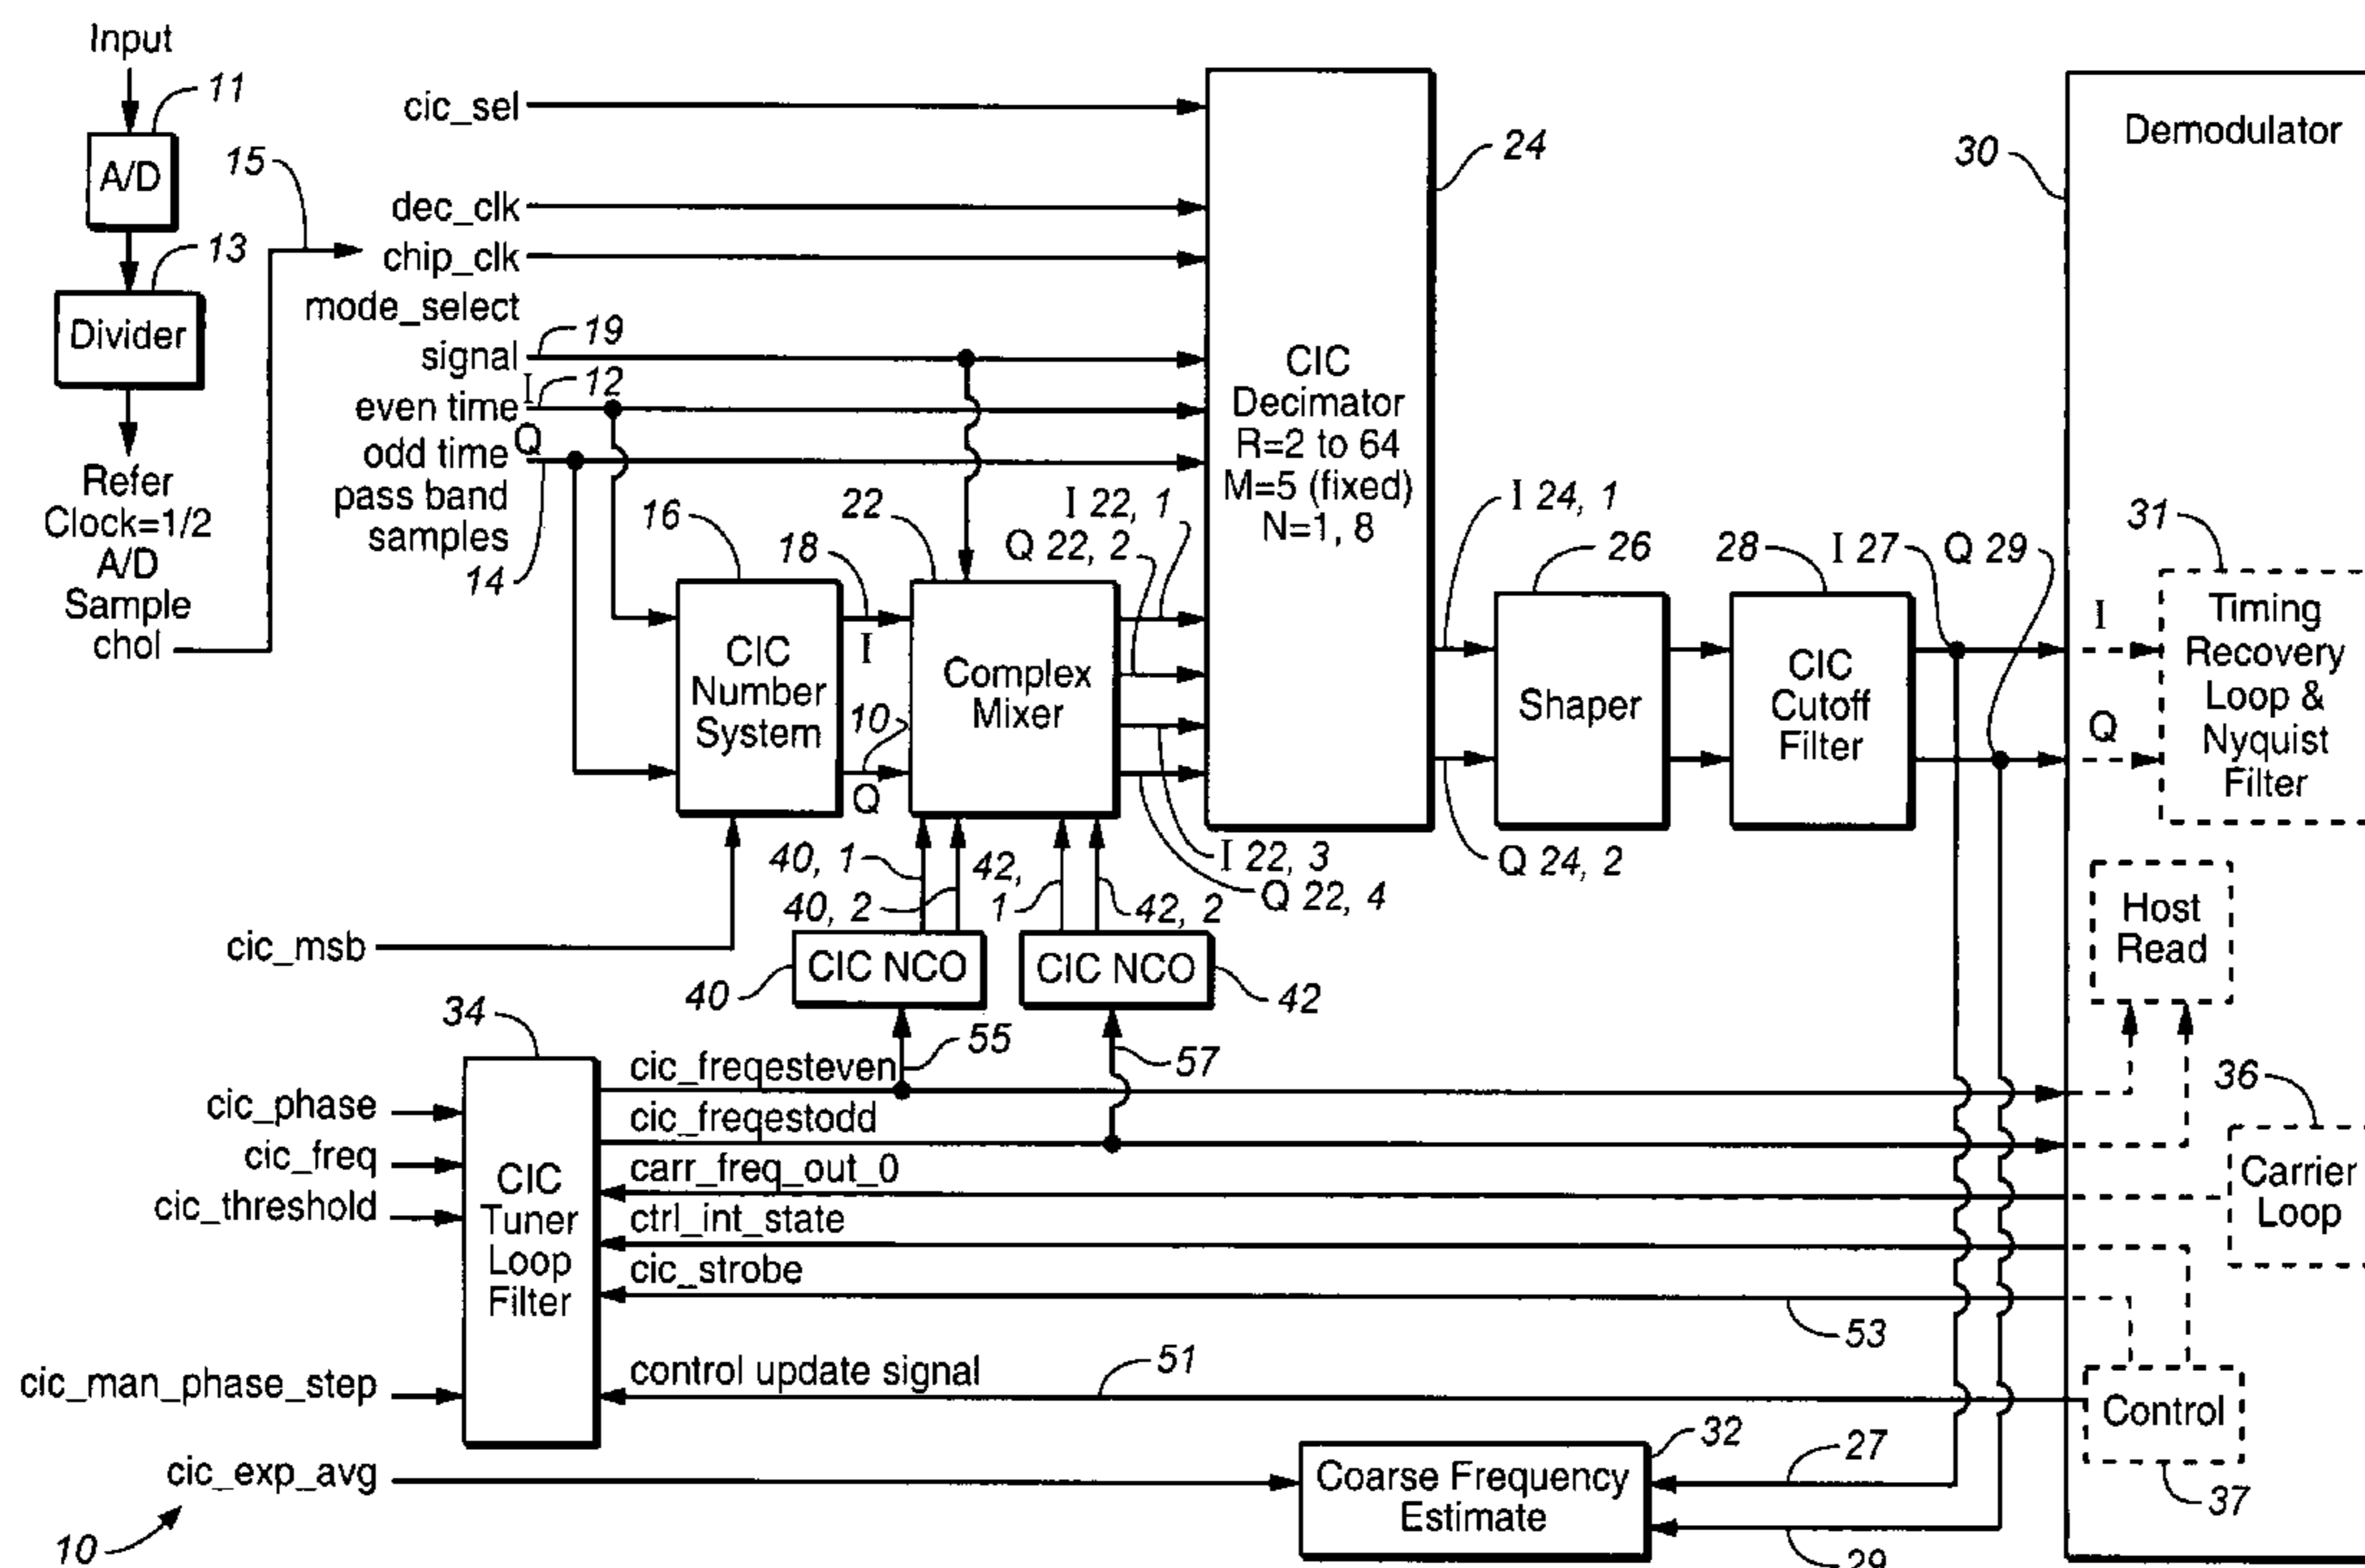 Input
11
A/D
15
13
Divider
Refer
Clock=1/2
A/D
Sample
chol
cic_sel
dec_clk
chip_clk
mode_select
signal
19
even time
I
12
odd time
Q
pass band
samples
14
CIC
Decimator
R=2 to 64
M=5 (fixed)
N=1, 8
24
16
CIC
Number
System
18
I
10
Q
22
Complex
Mixer
I 22, 1
Q 22, 2
I 22, 3
Q 22, 4
I 24, 1
Q 24, 2
26
Shaper
28
CIC
Cutoff
Filter
I 27
Q 29
30
Demodulator
31
I
Q
Timing
Recovery
Loop &
Nyquist
Filter
Host
Read
36
Carrier
Loop
Control
37
cic_msb
40, 1
40, 2
42,
1
42, 2
CIC NCO
40
CIC NCO
42
55
57
34
CIC
Tuner
Loop
Filter
cic_phase
cic_freq
cic_threshold
cic_man_phase_step
cic_freqesteven
cic_freqestodd
carr_freq_out_0
ctrl_int_state
cic_strobe
53
control update signal
51
cic_exp_avg
10
32
Coarse Frequency
Estimate
27
29